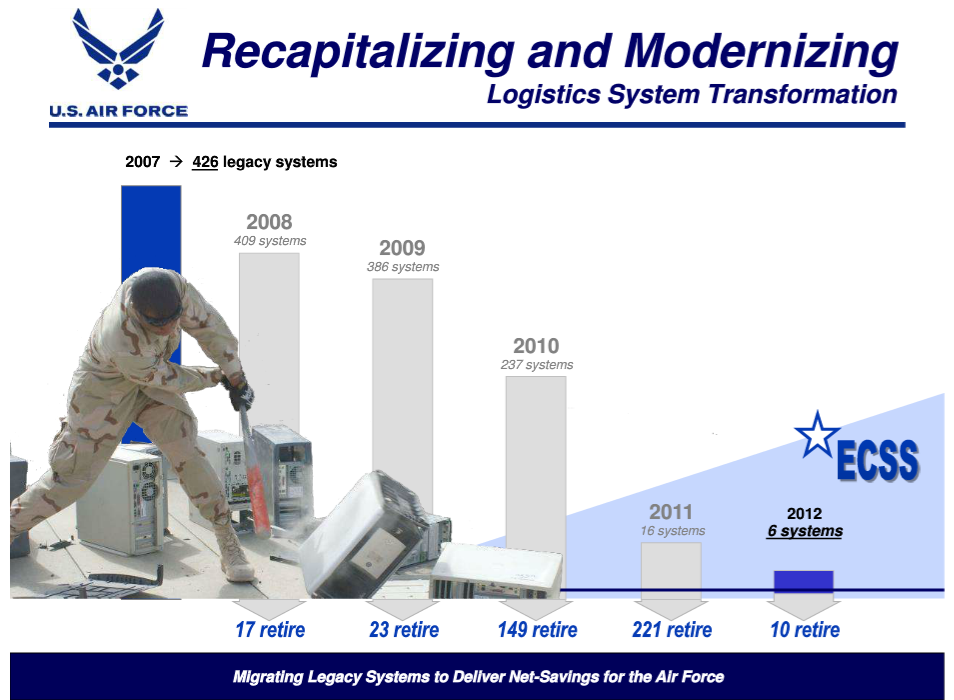 Recapitalizing and Modernizing
Logistics System Transformation
U.S. AIR FORCE
2007 → 426 legacy systems
2008
409 systems
2009
386 systems
2010
237 systems
ECSS
2011
16 systems
2012
6 systems
17 retire
23 retire
149 retire
221 retire
10 retire
Migrating Legacy Systems to Deliver Net-Savings for the Air Force